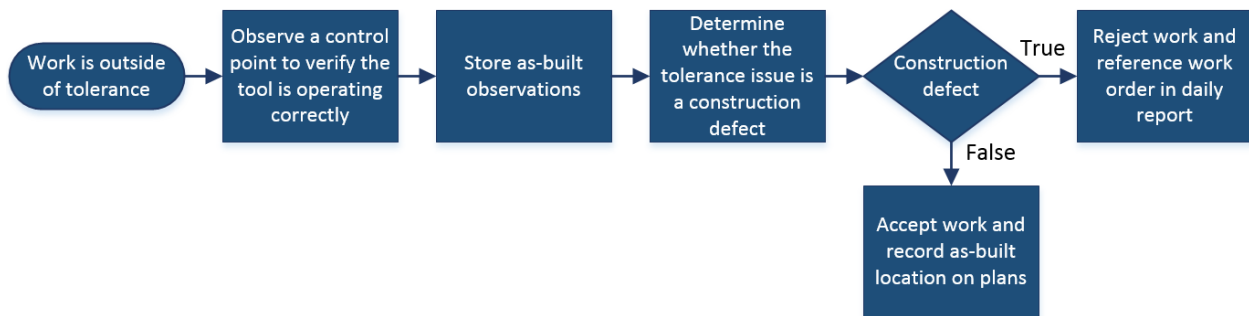 Work is outside
of tolerance
Observe a control
point to verify the
tool is operating
correctly
Store as-built
observations
Determine
whether the
tolerance issue is
a construction
defect
Construction
defect
True
Reject work and
reference work
order in daily
report
False
Accept work and
record as-built
location on plans